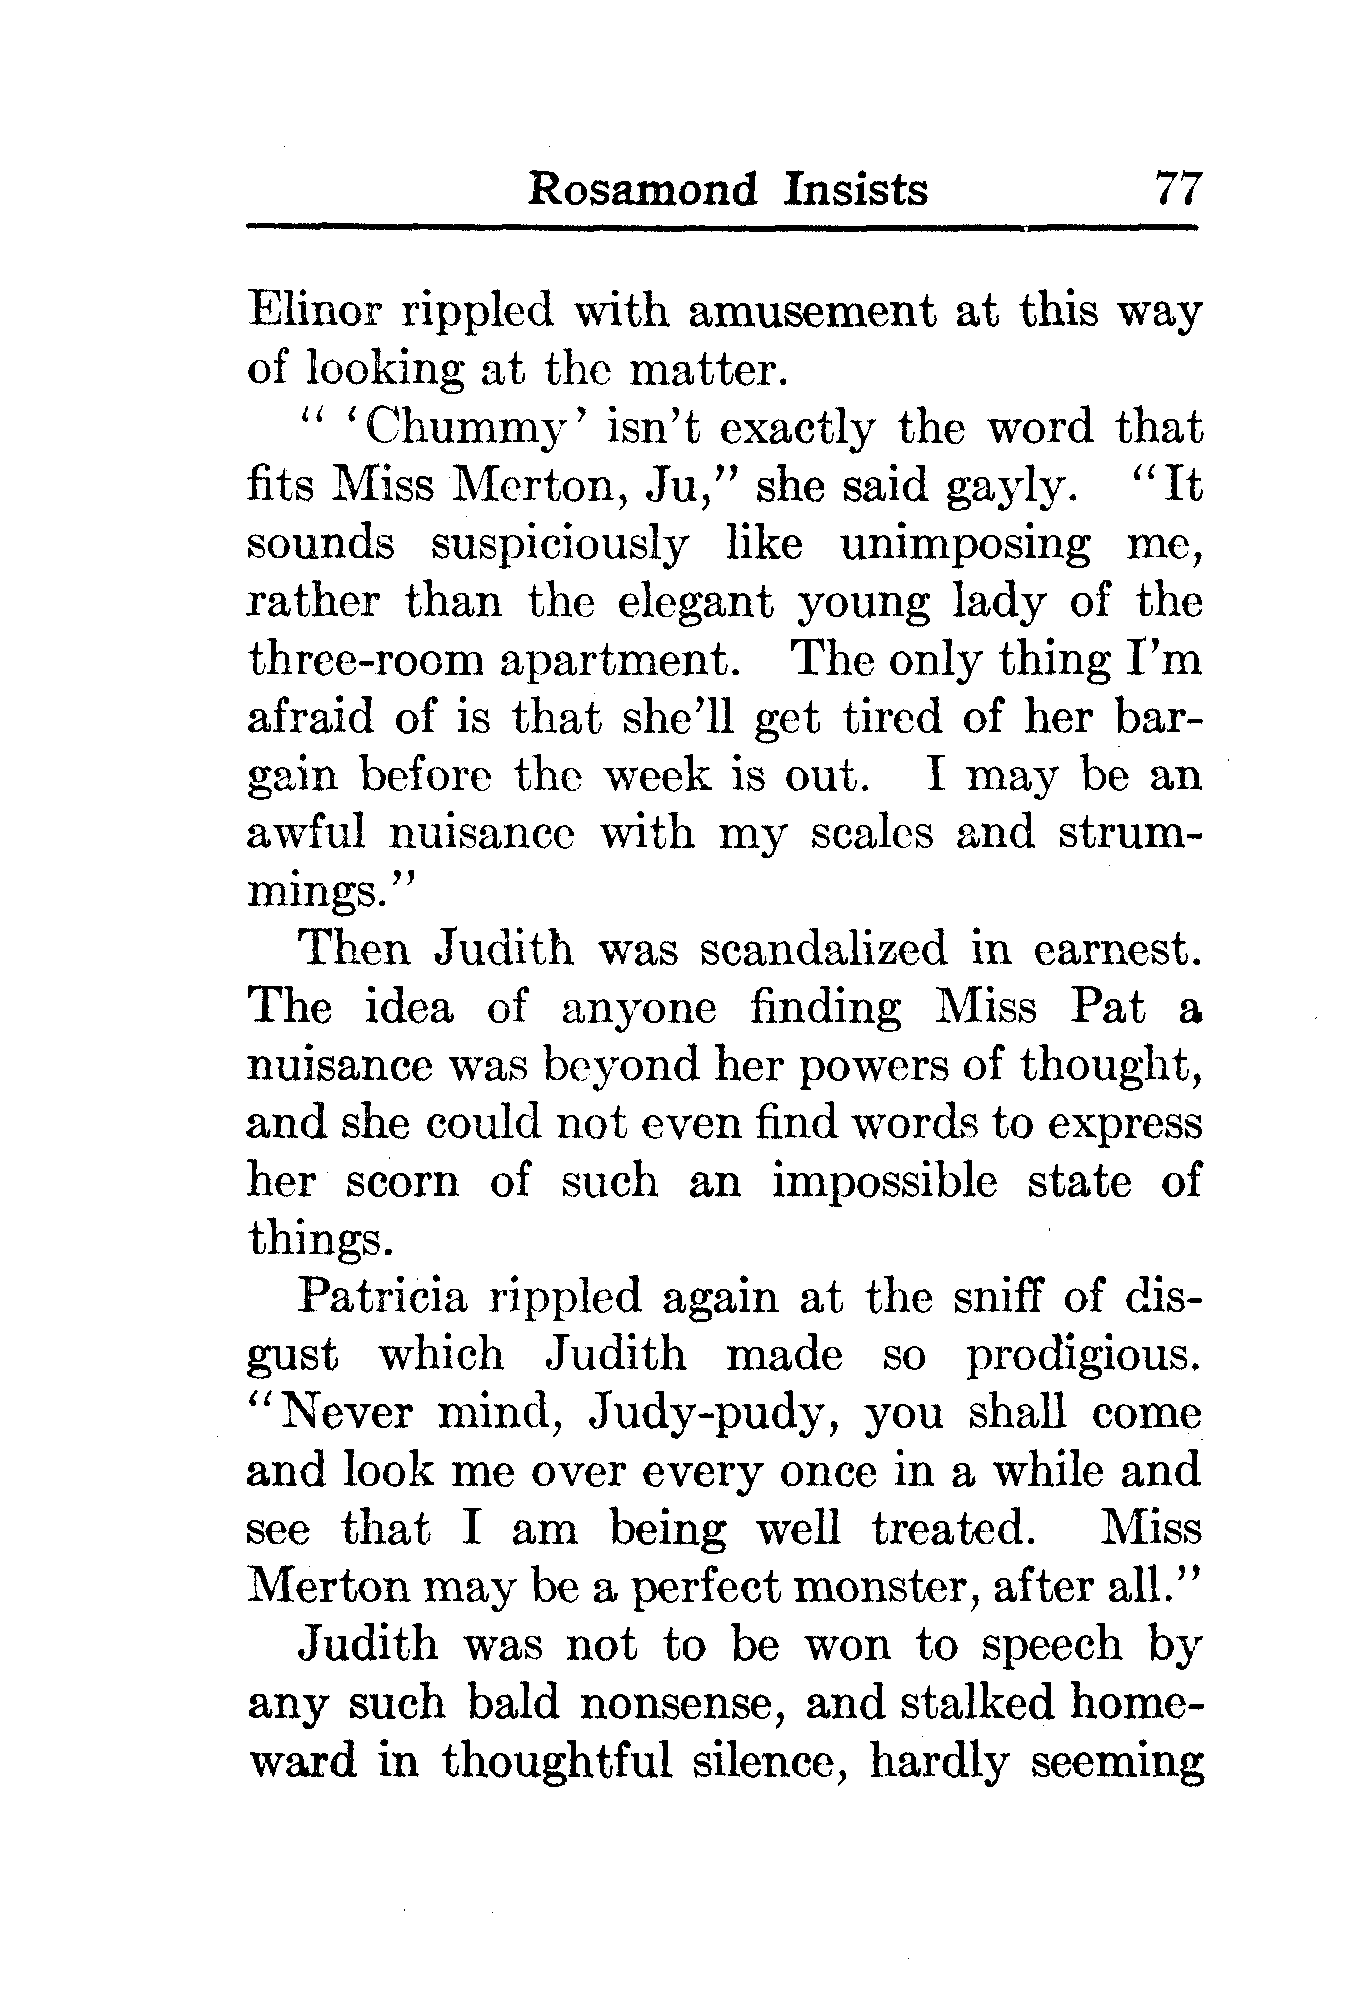 Rosamond Insists 77
Elinor rippled with amusement at this way
of looking at the matter.
" 'Chummy' isn't exactly the word that
fits Miss Merton, Ju," she said gayly. "It
sounds suspiciously like unimposing me,
rather than the elegant young lady of the
three-room apartment. The only thing I'm
afraid of is that she'll get tired of her bar-
gain before the week is out. I may be an
awful nuisance with my scales and strum-
mings."
Then Judith was scandalized in earnest.
The idea of anyone finding Miss Pat a
nuisance was beyond her powers of thought,
and she could not even find words to express
her scorn of such an impossible state of
things.
Patricia rippled again at the sniff of dis-
gust which Judith made so prodigious.
"Never mind, Judy-pudy, you shall come
and look me over every once in a while and
see that I am being well treated. Miss
Merton may be a perfect monster, after all."
Judith was not to be won to speech by
any such bald nonsense, and stalked home-
ward in thoughtful silence, hardly seeming